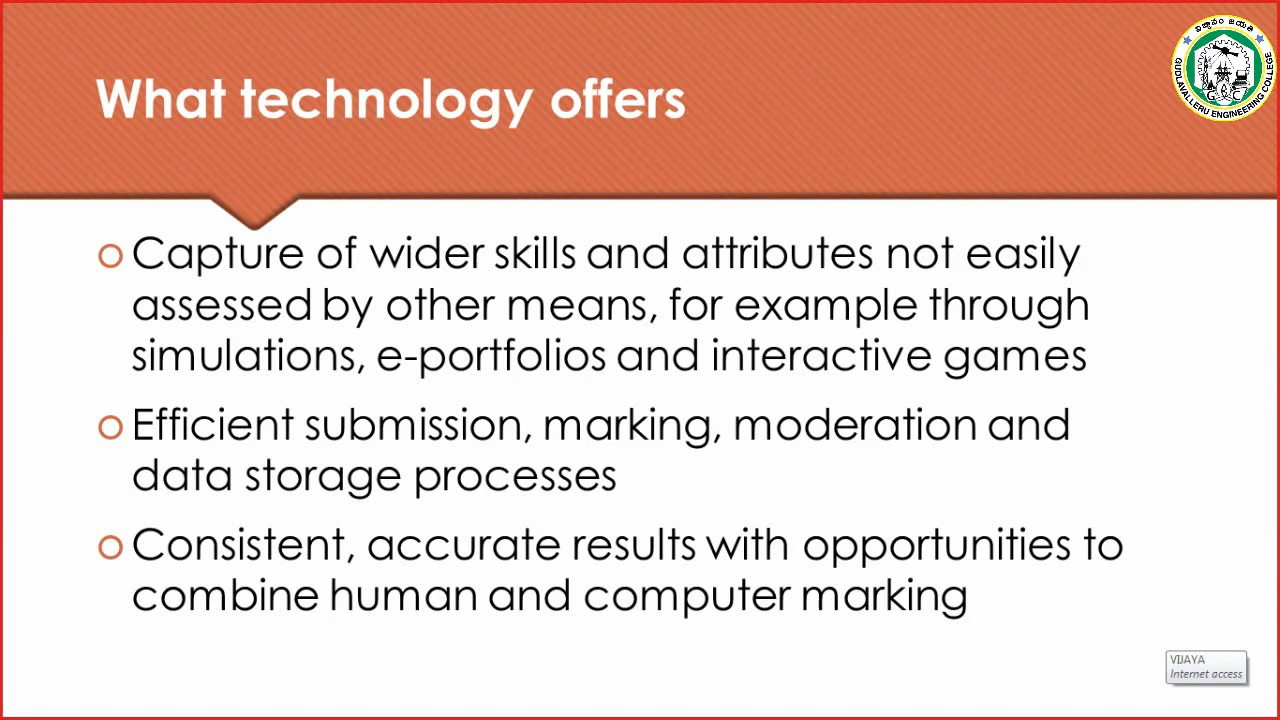 విజ్ఞానం జయతి
GUDLAVALLERU ENGINEERING COLLEGE
G C
What technology offers
Capture of wider skills and attributes not easily
assessed by other means, for example through
simulations, e-portfolios and interactive games
Efficient submission, marking, moderation and
data storage processes
Consistent, accurate results with opportunities to
combine human and computer marking
VIJAYA
Internet access